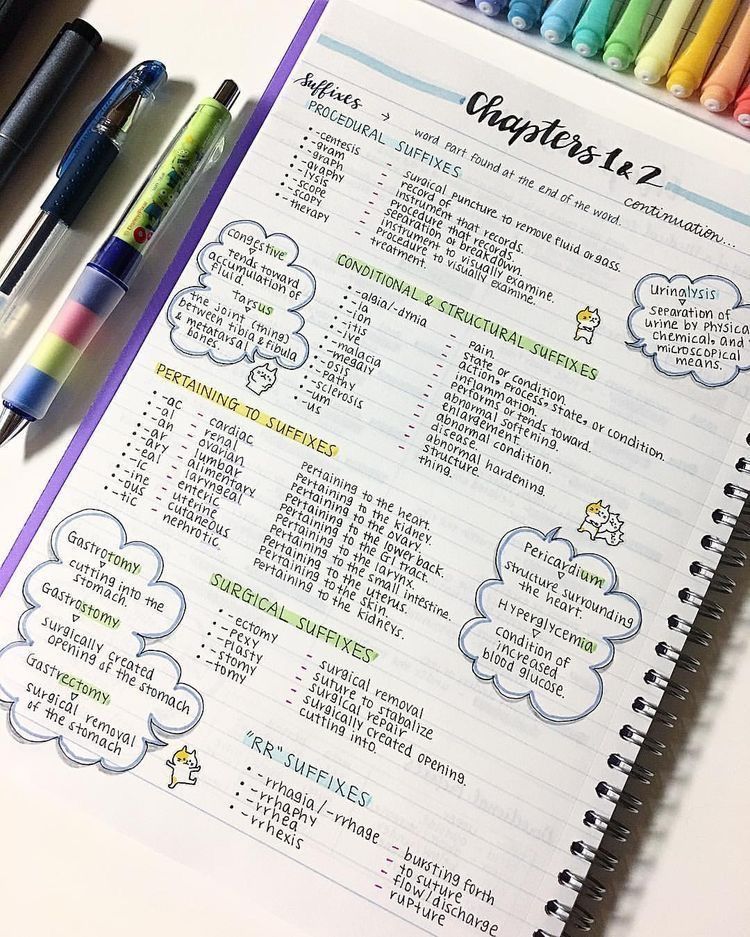 Chapters 1 & 2
continuation...
Suffixes → word part found at the end of the word.
PROCEDURAL SUFFIXES
• -centesis - surgical puncture to remove fluid or gass.
• -gram - record of.
• -graph - instrument that records.
• -graphy - Procedure that records.
• -lysis - separation or breakdown.
• -scope - instrument to visually examine.
• -scopy - Procedure to visually examine.
• -therapy - treatment.
congestive
tends toward
accumulation of
fluid.
tarsus
the joint (thing)
between tibia & fibula
& metatarsal
bones
urinalysis
separation of
urine by physical,
chemical, and
microscopical
means.
CONDITIONAL & STRUCTURAL SUFFIXES
• -algia/-dynia - pain.
• -ia - state or condition.
• -ion - action, process, state, or condition.
• -itis - inflammation.
• -ive - performs or tends toward.
• -malacia - abnormal softening.
• -megaly - enlargement.
• -osis - abnormal condition.
• -pathy - disease.
• -sclerosis - abnormal hardening.
• -um - structure
• -us - thing.
PERTAINING TO SUFFIXES
• -ac - cardiac Pertaining to the heart.
• -al - renal Pertaining to the kidney.
• -an - ovarian Pertaining to the ovary.
• -ar - lumbar Pertaining to the lower back.
• -ary - alimentary Pertaining to the GI tract.
• -eal - laryngeal Pertaining to the larynx.
• -ic - enteric Pertaining to the small intestine.
• -ine - uterine Pertaining to the uterus.
• -ous - cutaneous Pertaining to the skin.
• -tic - nephrotic. Pertaining to the kidneys.
Gastrotomy
cutting into the
stomach.
Gastrostomy
surgically created
opening of the stomach
Gastrectomy
surgical removal
of the stomach
Pericardium
structure surrounding
the heart.
Hyperglycemia
condition of
increased
blood glucose.
SURGICAL SUFFIXES
• -ectomy - surgical removal
• -pexy - suture to stabalize
• -plasty - surgical repair
• -stomy - surgically created opening.
• -tomy - cutting into.
"RR" SUFFIXES
• -rrhagia/-rrhage - bursting forth
• -rrhaphy - to suture
• -rrhea - flow/discharge
• -rrhexis - rupture